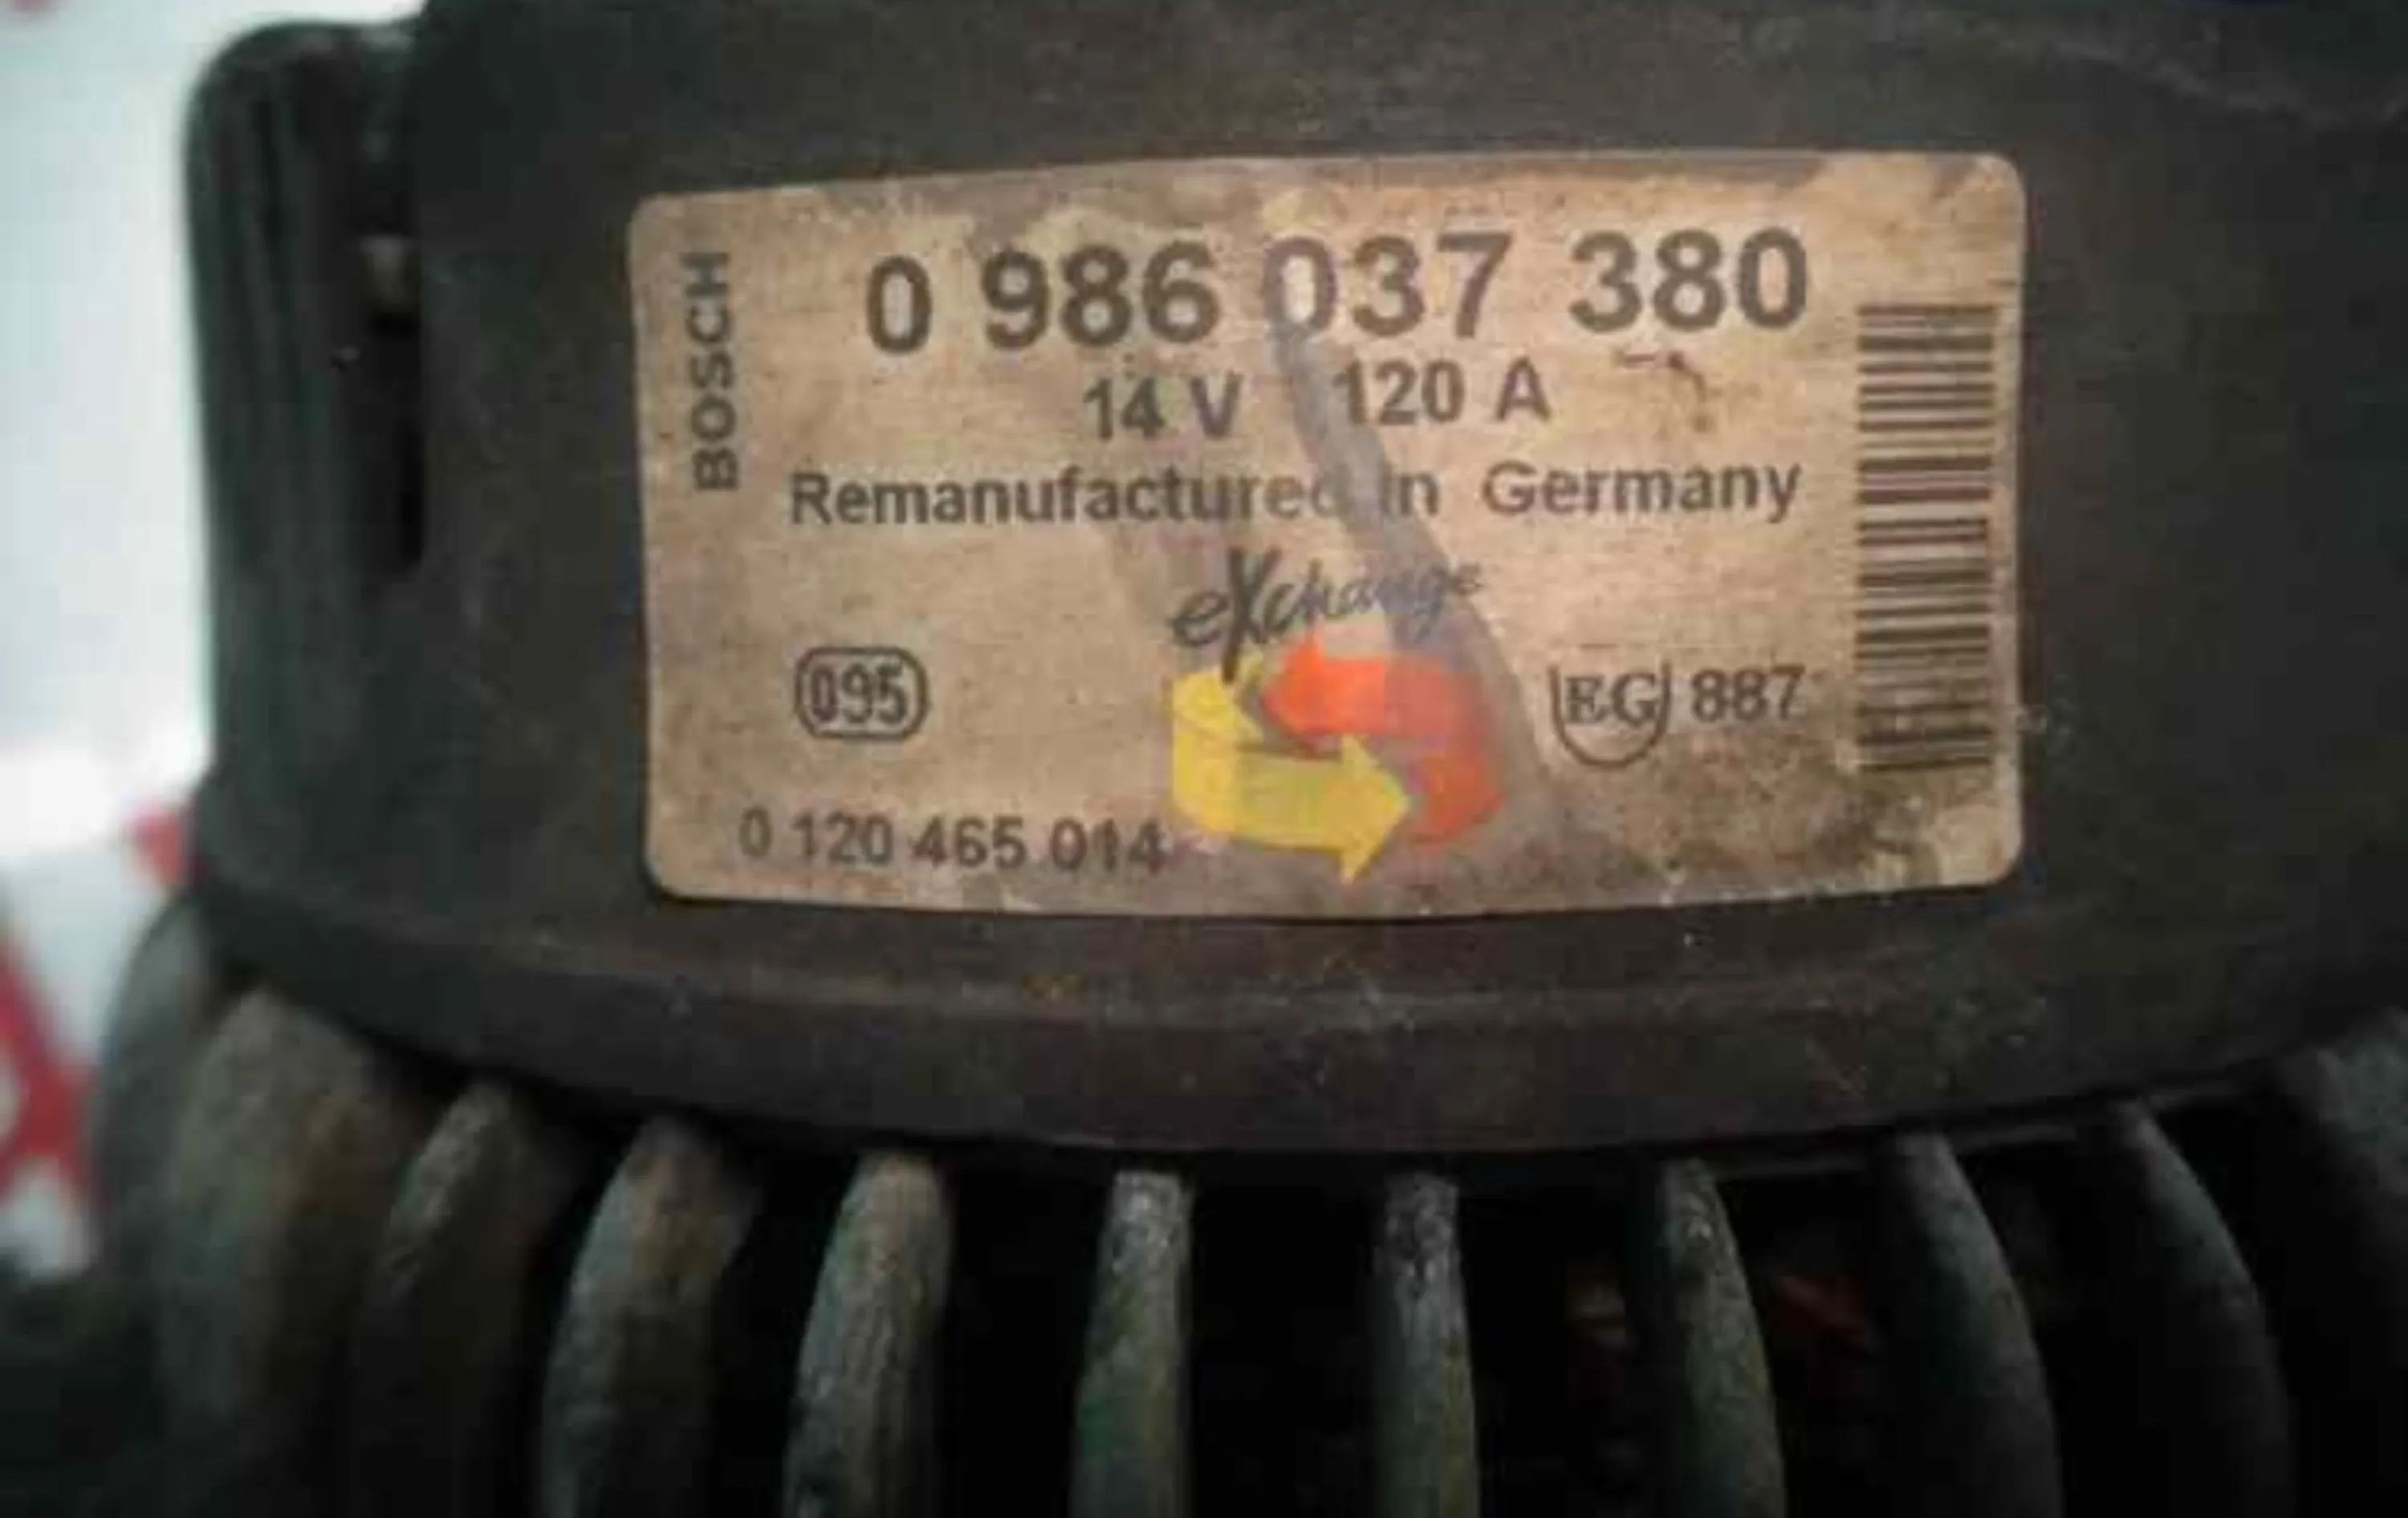 BOSCH
0 986 037 380
14 V 120 A
Remanufactured in Germany
eXchange
095
EG 887
0 120 465 014